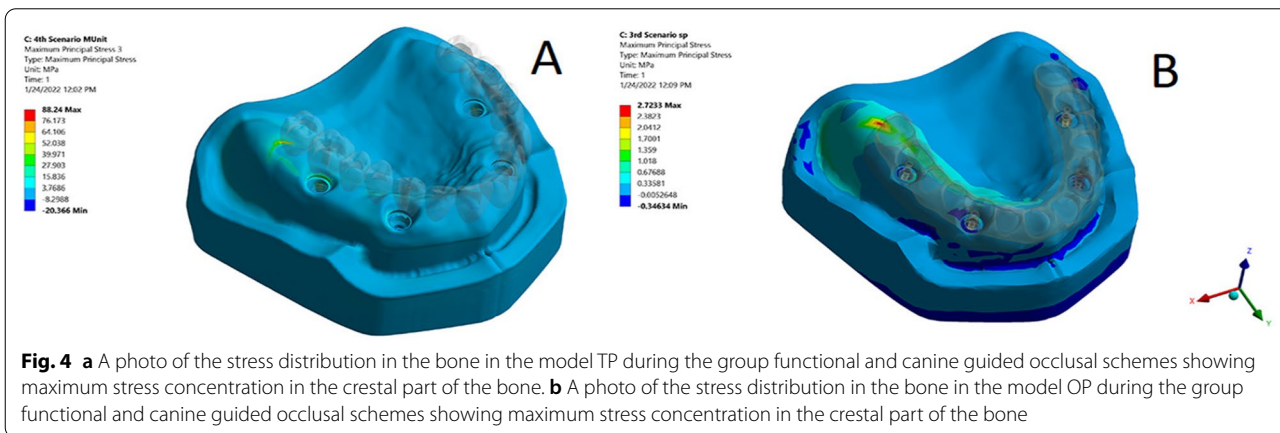 C: 4th Scenario MUnit
Maximum Principal Stress 3
Type: Maximum Principal Stress
Unit: MPa
Time: 1
1/24/2022 12:02 PM
88.24 Max
76.173
64.106
52.038
39.971
27.903
15.836
3.7686
-8.2988
-20.366 Min
A
C: 3rd Scenario sp
Maximum Principal Stress
Type: Maximum Principal Stress
Unit: MPa
Time: 1
1/24/2022 12:09 PM
2.7233 Max
2.3823
2.0412
1.7001
1.359
1.018
0.67688
0.33581
-0.0052648
-0.34634 Min
B
Z
X
Y
Fig. 4 a A photo of the stress distribution in the bone in the model TP during the group functional and canine guided occlusal schemes showing
maximum stress concentration in the crestal part of the bone. b A photo of the stress distribution in the bone in the model OP during the group
functional and canine guided occlusal schemes showing maximum stress concentration in the crestal part of the bone